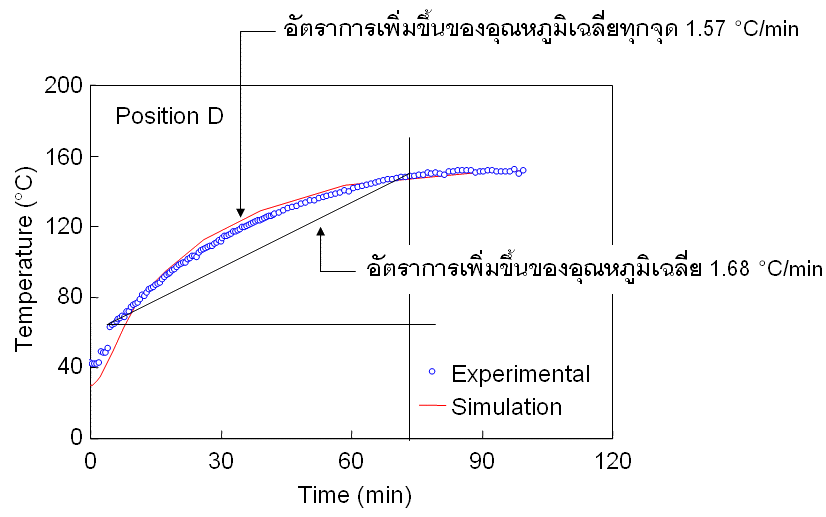 อัตราการเพิ่มขึ้นของอุณหภูมิเฉลี่ยทุกจุด 1.57 °C/min
200
Position D
160
120
อัตราการเพิ่มขึ้นของอุณหภูมิเฉลี่ย 1.68 °C/min
80
40
Experimental
Simulation
0
0 30 60 90 120
Time (min)
Temperature (°C)